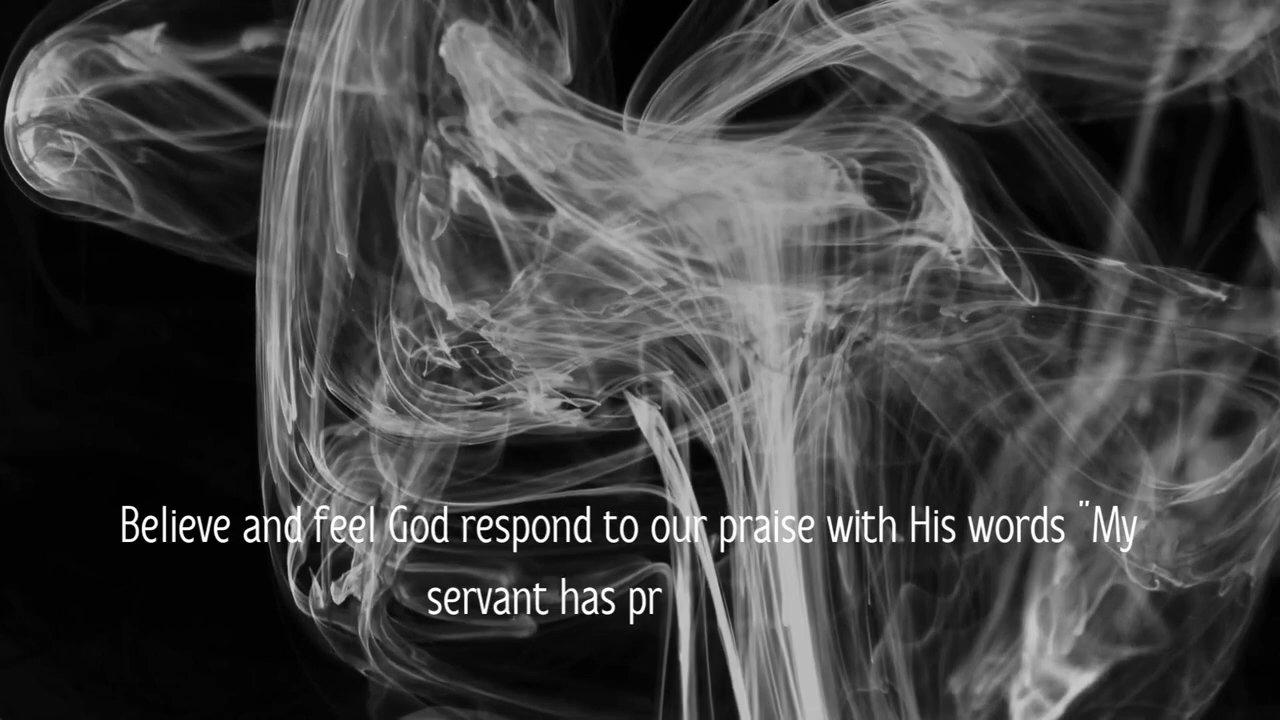 Believe and feel God respond to our praise with His words "My
servant has pr